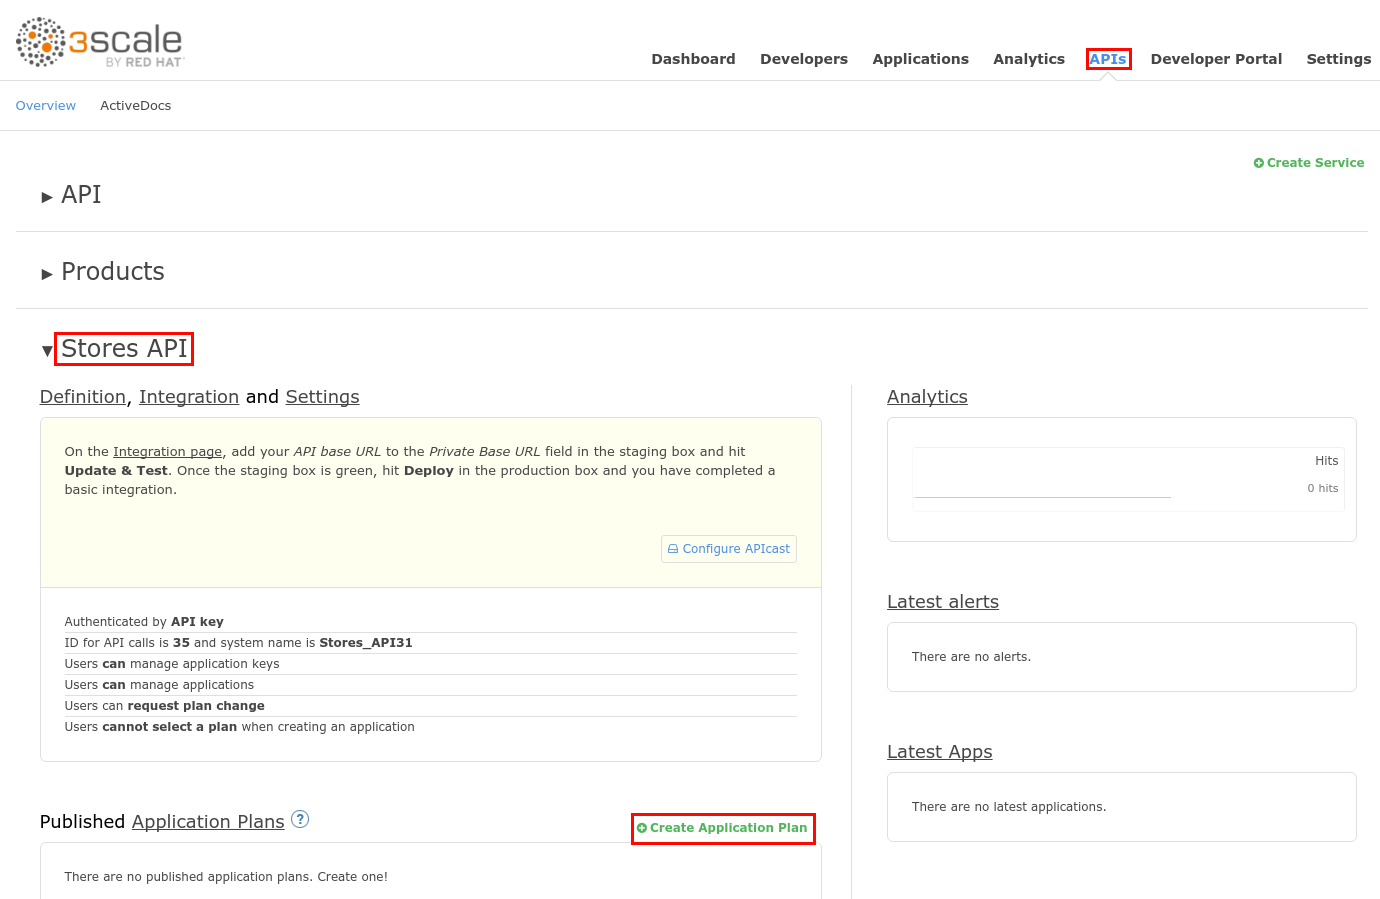 3scale
BY RED HAT
Dashboard Developers Applications Analytics APIs Developer Portal Settings
Overview ActiveDocs
Create Service
API
Products
Stores API
Definition, Integration and Settings
On the Integration page, add your API base URL to the Private Base URL field in the staging box and hit
Update & Test. Once the staging box is green, hit Deploy in the production box and you have completed a
basic integration.
Configure APIcast
Authenticated by API key
ID for API calls is 35 and system name is Stores_API31
Users can manage application keys
Users can manage applications
Users can request plan change
Users cannot select a plan when creating an application
Published Application Plans ?
Create Application Plan
There are no published application plans. Create one!
Analytics
Hits
0 hits
Latest alerts
There are no alerts.
Latest Apps
There are no latest applications.